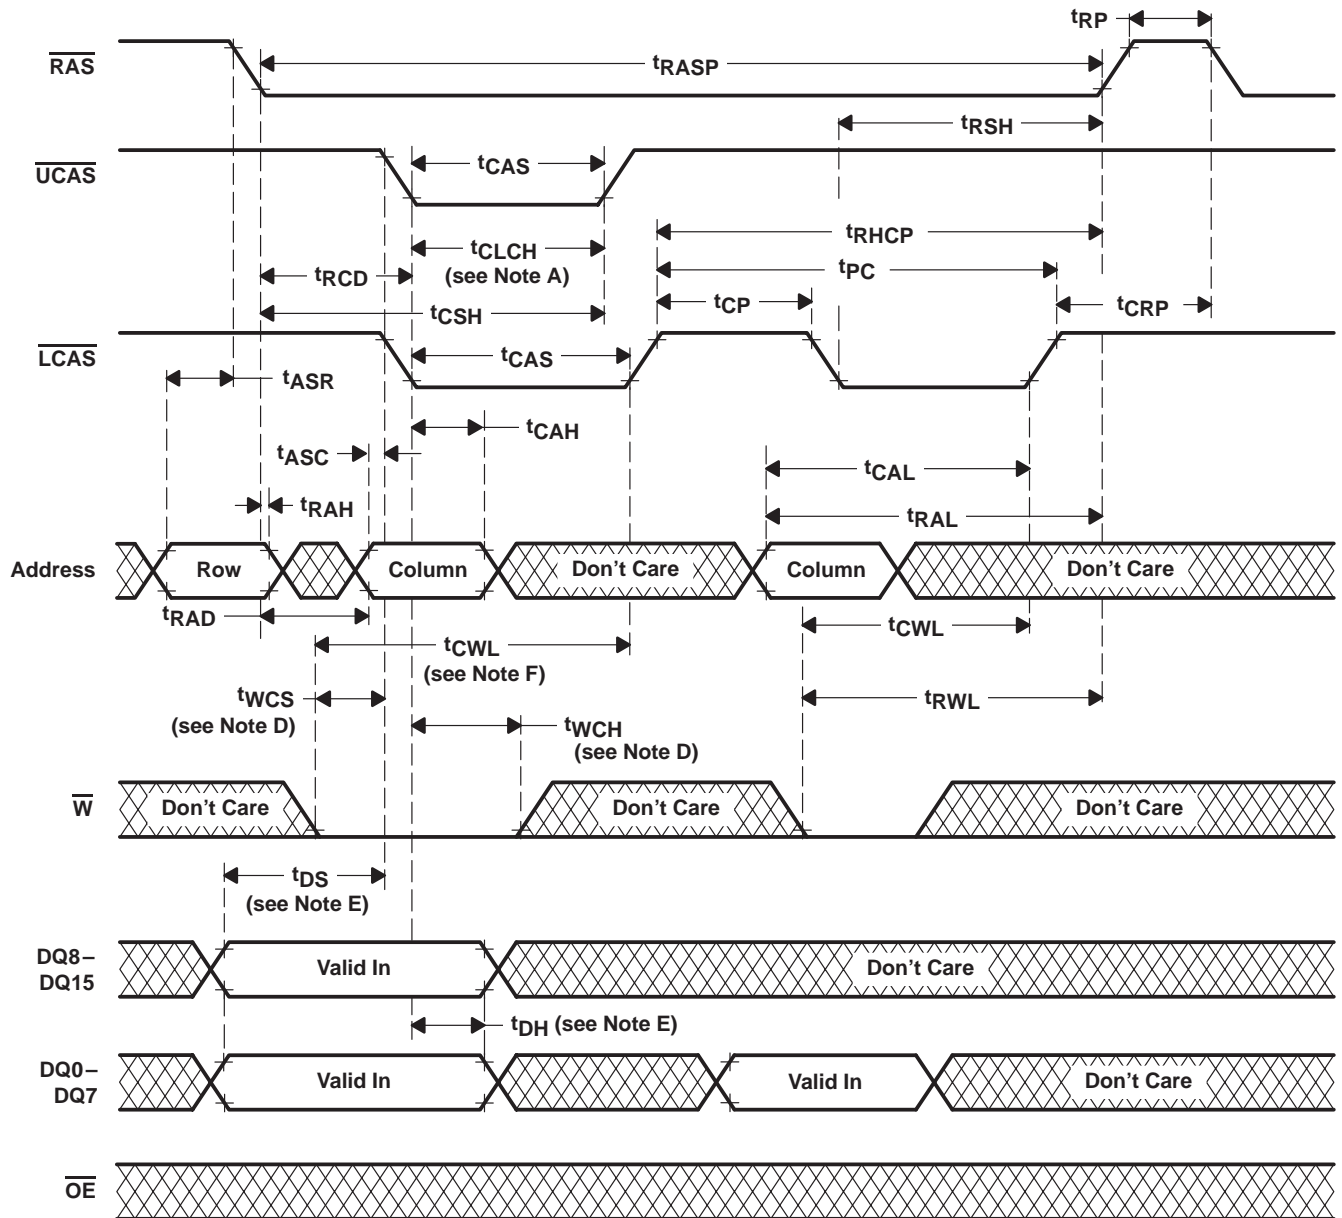 tRP
RAS
tRASP
tRSH
UCAS
tCAS
tRHCP
tCLCH
(see Note A)
tPC
tRCD
tCP
tCSH
tCRP
LCAS
tCAS
tASR
tCAH
tASC
tCAL
tRAH
tRAL
Address
Row
Column
Don't Care
Column
Don't Care
tRAD
tCWL
(see Note F)
tCWL
tWCS
(see Note D)
tRWL
tWCH
(see Note D)
W
Don't Care
Don't Care
Don't Care
tDS
(see Note E)
DQ8–
DQ15
Valid In
Don't Care
tDH (see Note E)
DQ0–
DQ7
Valid In
Valid In
Don't Care
OE